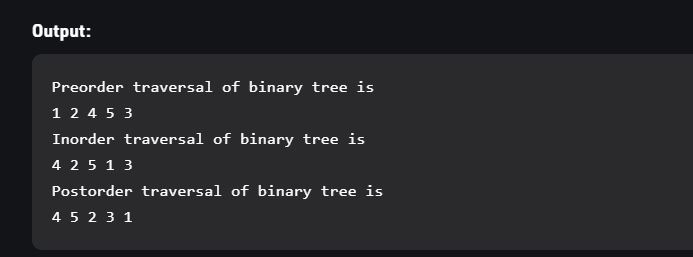 Output:
Preorder traversal of binary tree is
1 2 4 5 3
Inorder traversal of binary tree is
4 2 5 1 3
Postorder traversal of binary tree is
4 5 2 3 1